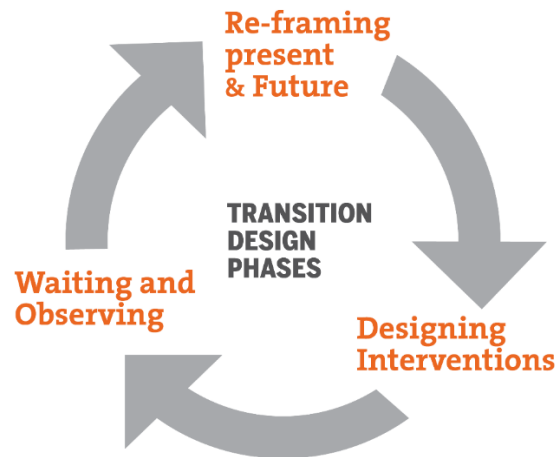 Re-framing
present
& Future
TRANSITION
DESIGN
PHASES
Waiting and
Observing
Designing
Interventions